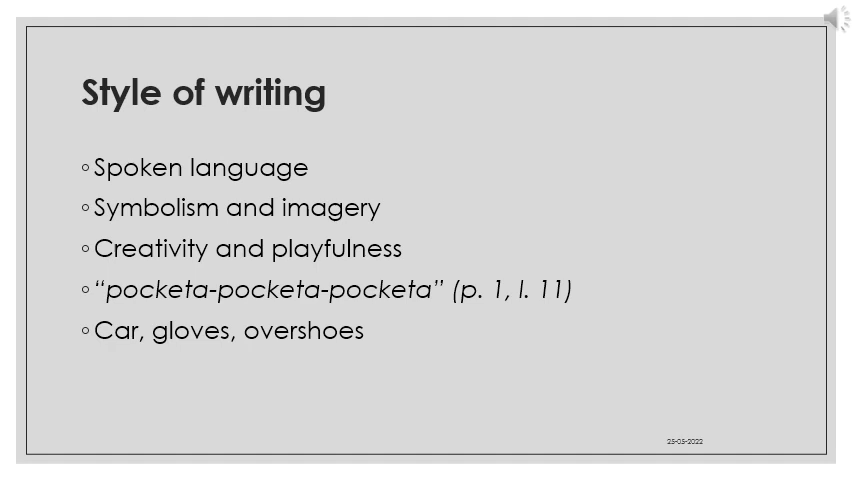 Style of writing
◦Spoken language
◦Symbolism and imagery
◦Creativity and playfulness
◦“pocketa-pocketa-pocketa” (p. 1, l. 11)
◦Car, gloves, overshoes
25-05-2022